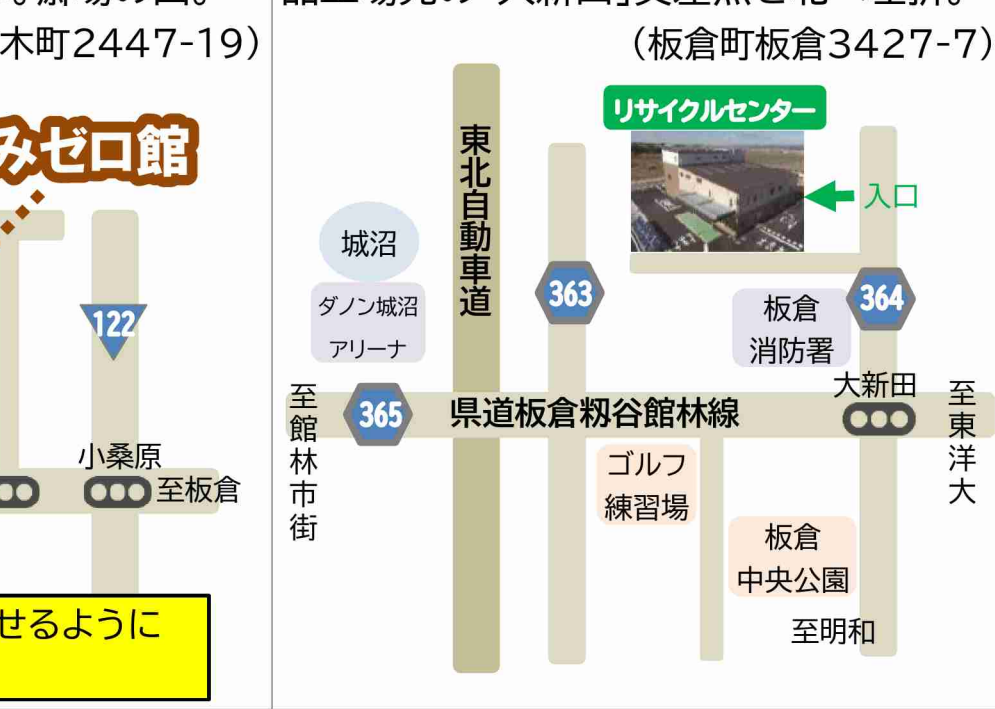 木町2447-19)
みゼロ館
122
小桑原
至板倉
せるように
(板倉町板倉3427-7)
リサイクルセンター
入口
東北自動車道
城沼
ダノン城沼
アリーナ
363
364
板倉
消防署
大新田
至東洋大
至館林市街
365
県道板倉籾谷館林線
ゴルフ
練習場
板倉
中央公園
至明和